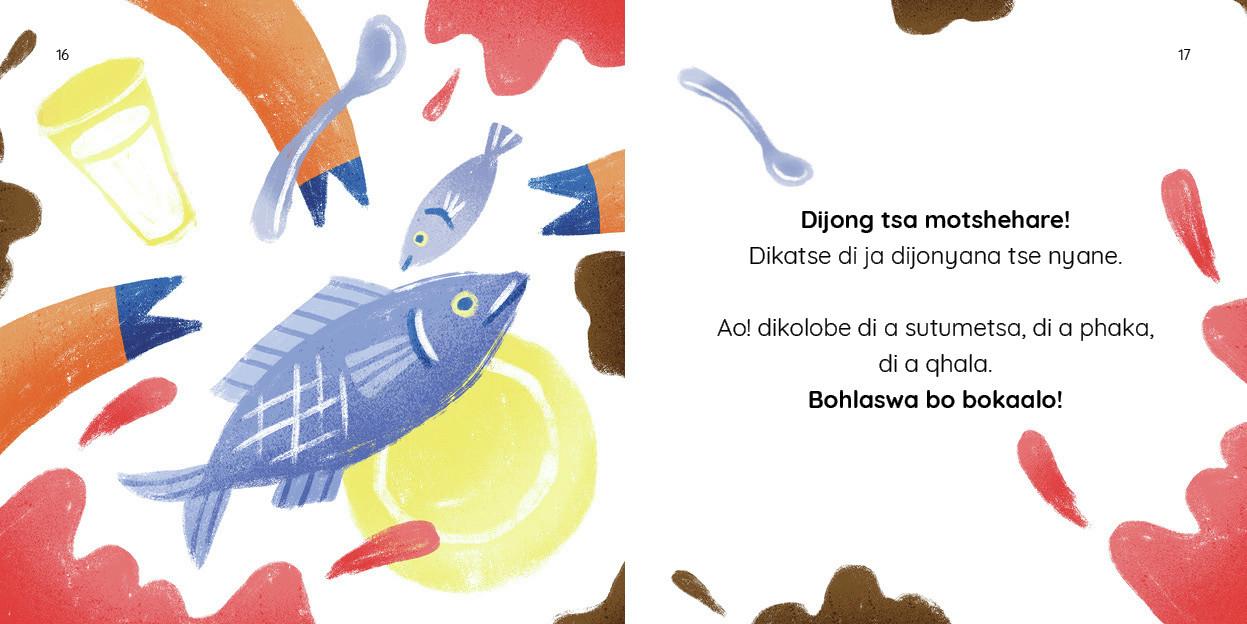 16
17
Dijong tsa motshehare!
Dikatse di ja dijonyana tse nyane.
Ao! dikolobe di a sutumetsa, di a phaka,
di a qhala.
Bohlaswa bo bokaalo!